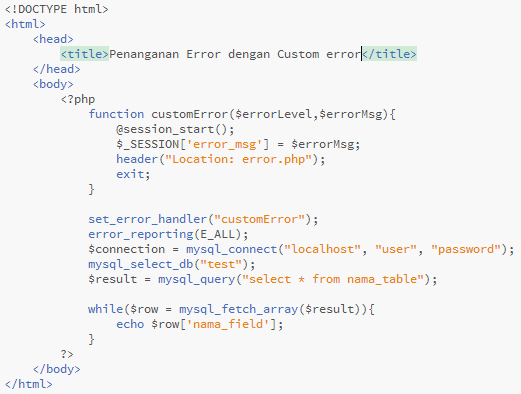 <!DOCTYPE html>
<html>
    <head>
        <title>Penanganan Error dengan Custom error</title>
    </head>
    <body>
        <?php
            function customError($errorLevel,$errorMsg){
                @session_start();
                $_SESSION['error_msg'] = $errorMsg;
                header("Location: error.php");
                exit;
            }

            set_error_handler("customError");
            error_reporting(E_ALL);
            $connection = mysql_connect("localhost", "user", "password");
            mysql_select_db("test");
            $result = mysql_query("select * from nama_table");

            while($row = mysql_fetch_array($result)){
                echo $row['nama_field'];
            }
        ?>
    </body>
</html>